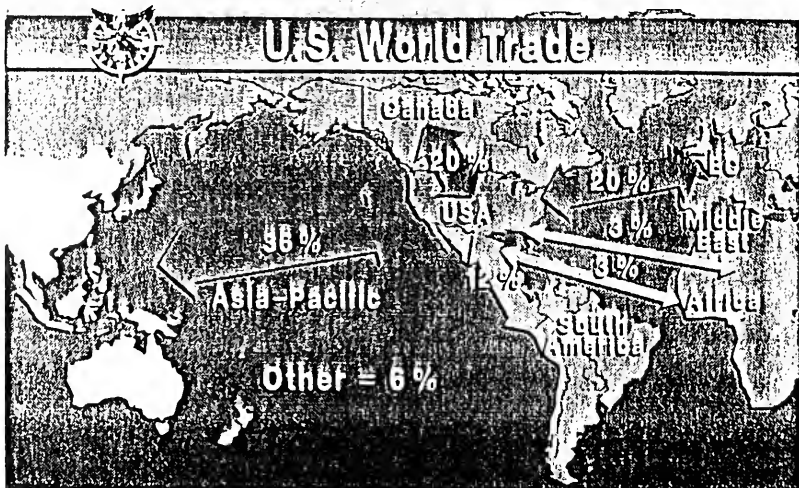 U.S. World Trade
Canada
20%
EC
20%
USA
3%
Middle
East
36%
3%
12%
Asia-Pacific
Africa
South
America
Other = 6%